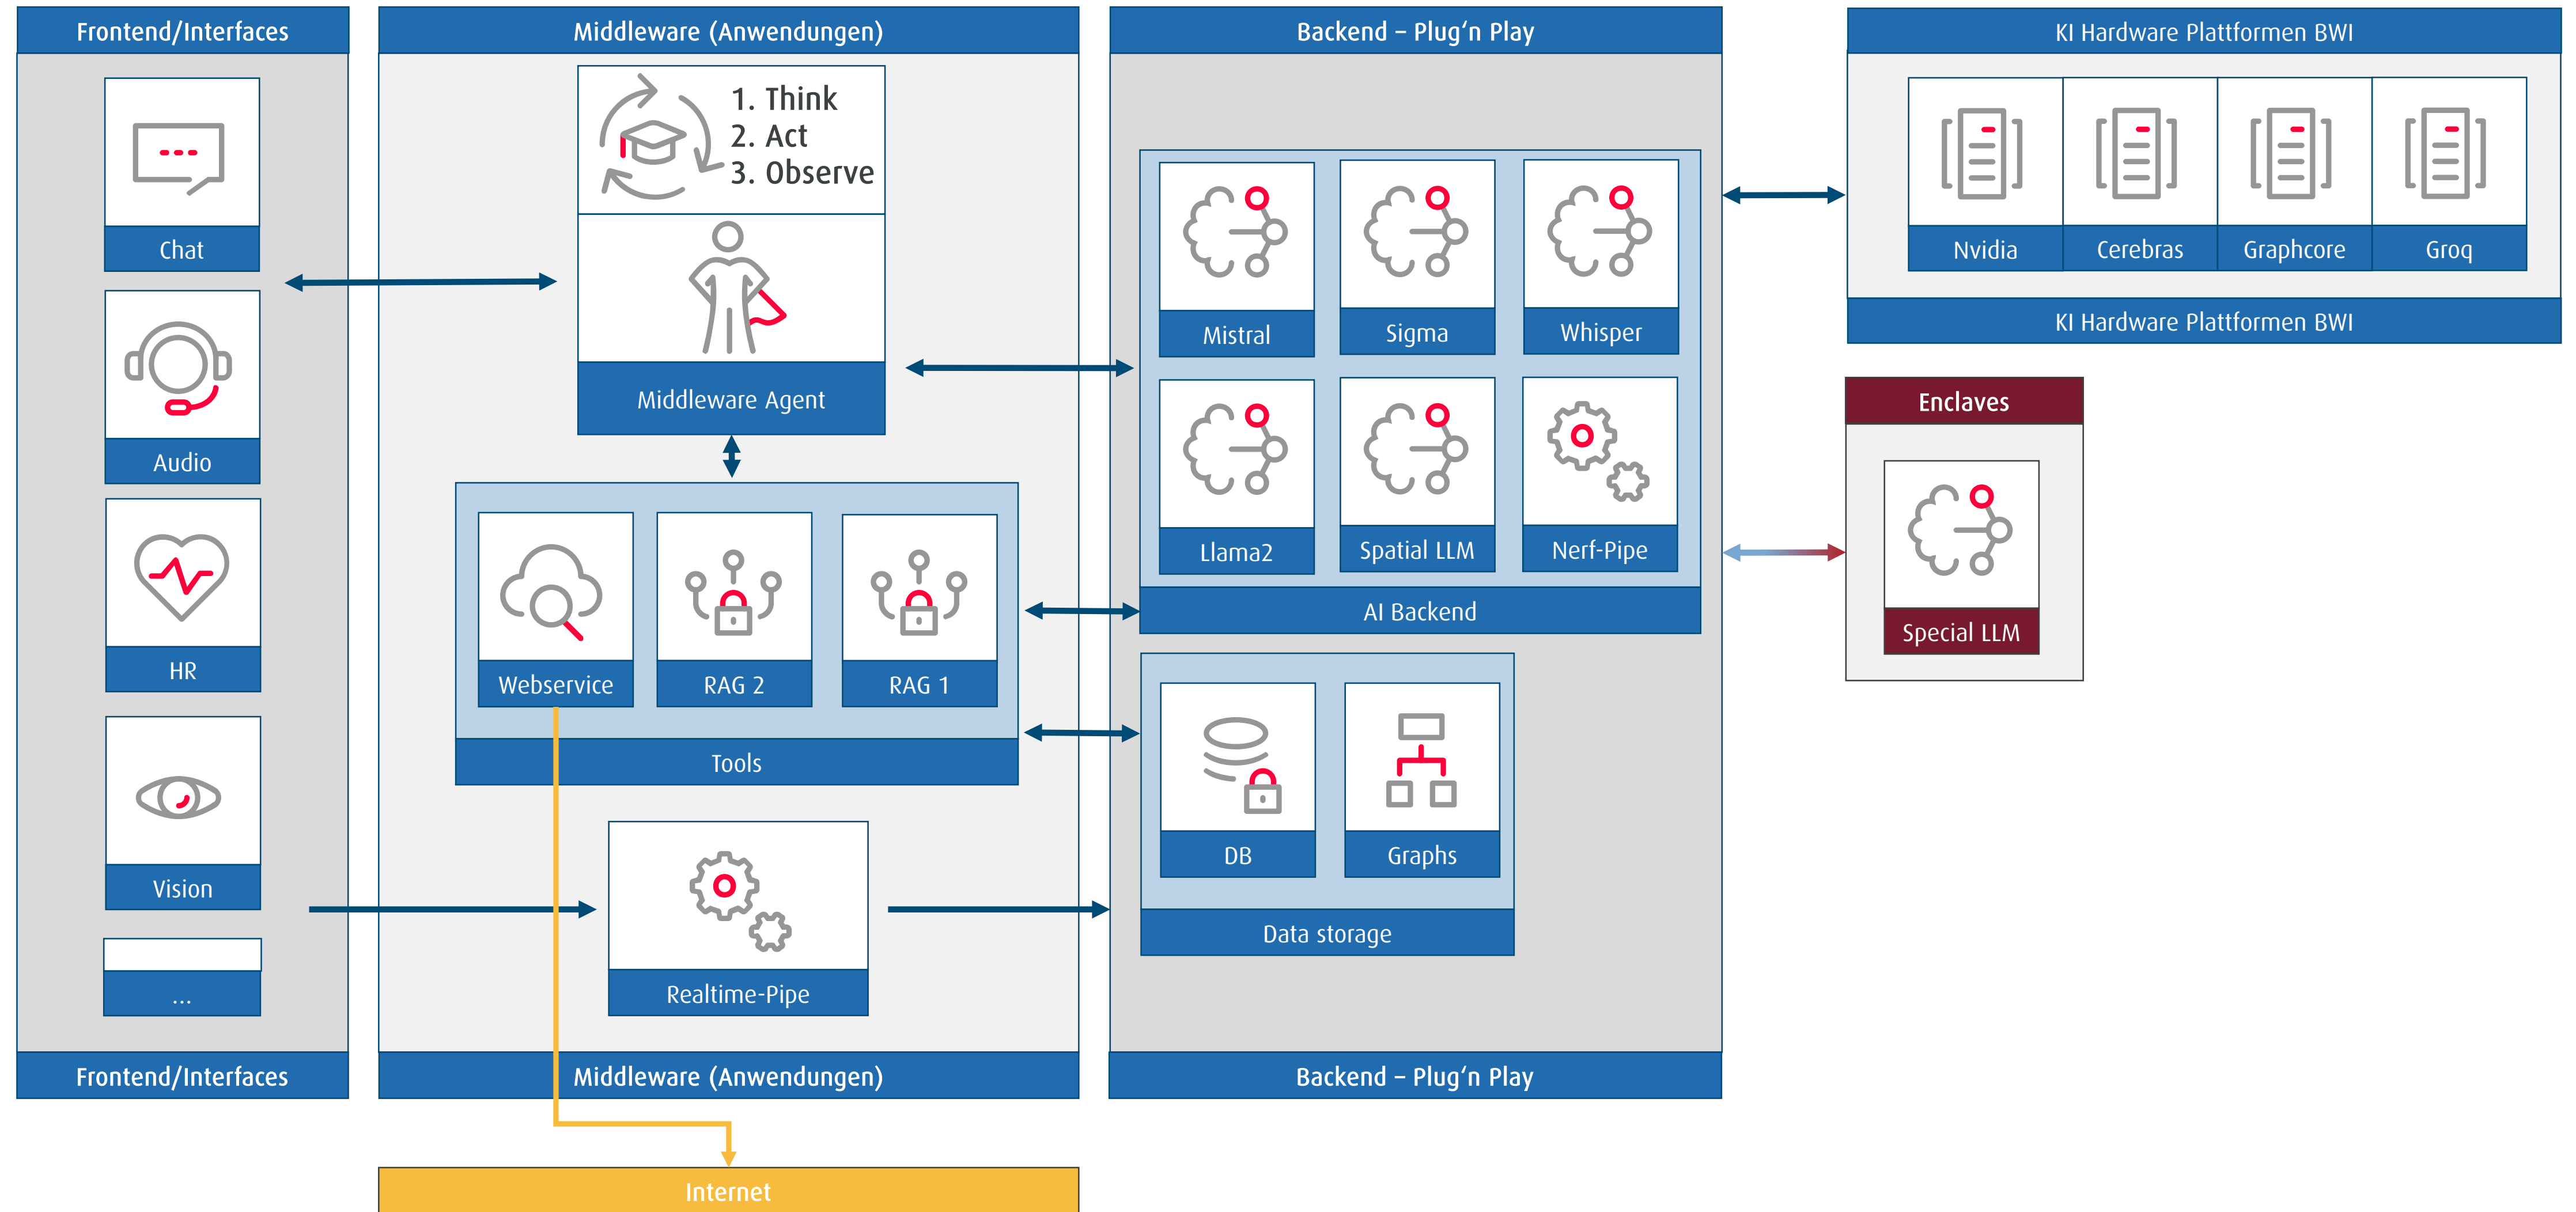 Frontend/Interfaces
Chat
Audio
HR
Vision
...
Frontend/Interfaces
Middleware (Anwendungen)
1. Think
2. Act
3. Observe
Middleware Agent
Webservice
RAG 2
RAG 1
Tools
Realtime-Pipe
Middleware (Anwendungen)
Internet
Backend – Plug‘n Play
Mistral
Sigma
Whisper
Llama2
Spatial LLM
Nerf-Pipe
AI Backend
DB
Graphs
Data storage
Backend – Plug‘n Play
KI Hardware Plattformen BWI
Nvidia
Cerebras
Graphcore
Groq
KI Hardware Plattformen BWI
Enclaves
Special LLM